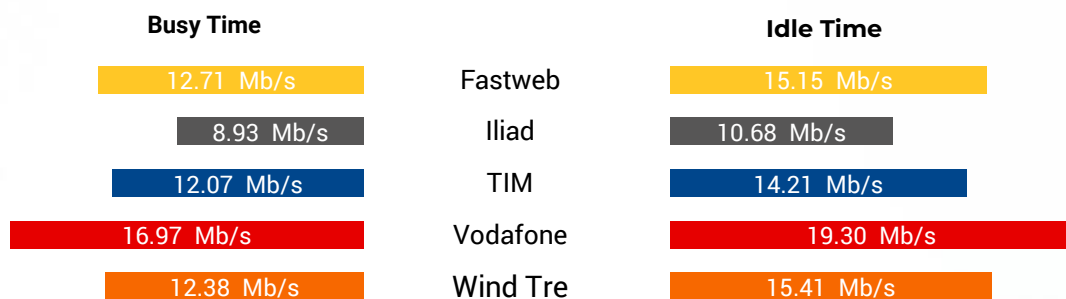 Busy Time Idle Time
12.71 Mb/s Fastweb 15.15 Mb/s
8.93 Mb/s Iliad 10.68 Mb/s
12.07 Mb/s TIM 14.21 Mb/s
16.97 Mb/s Vodafone 19.30 Mb/s
12.38 Mb/s Wind Tre 15.41 Mb/s